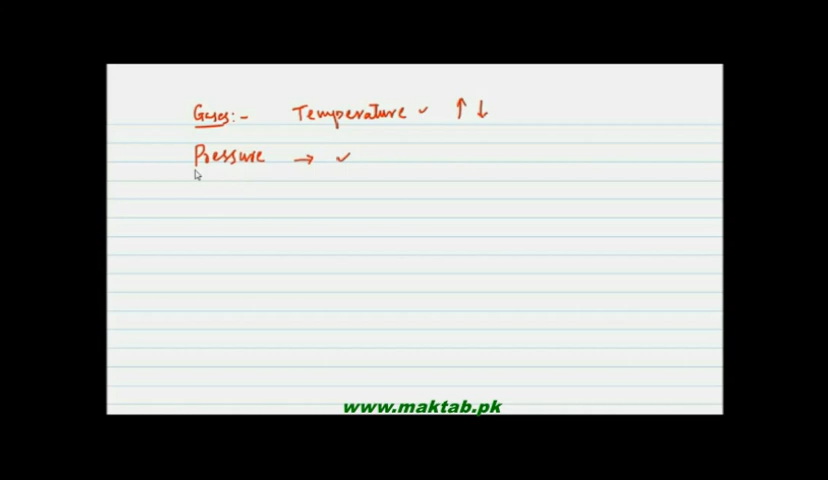 Gases:- Temperature ✓ ↑ ↓
Pressure → ✓
www.maktab.pk